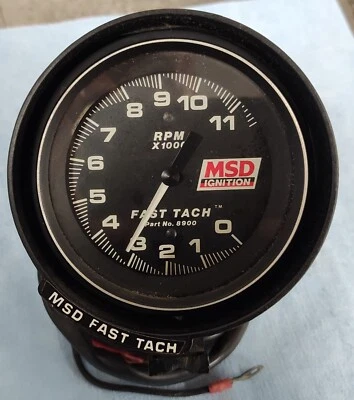 10
9
11
8
RPM
X1000
7
MSD
IGNITION
6
5
FAST TACH™
Part No. 8900
4
0
3
2
1
MSD FAST TACH